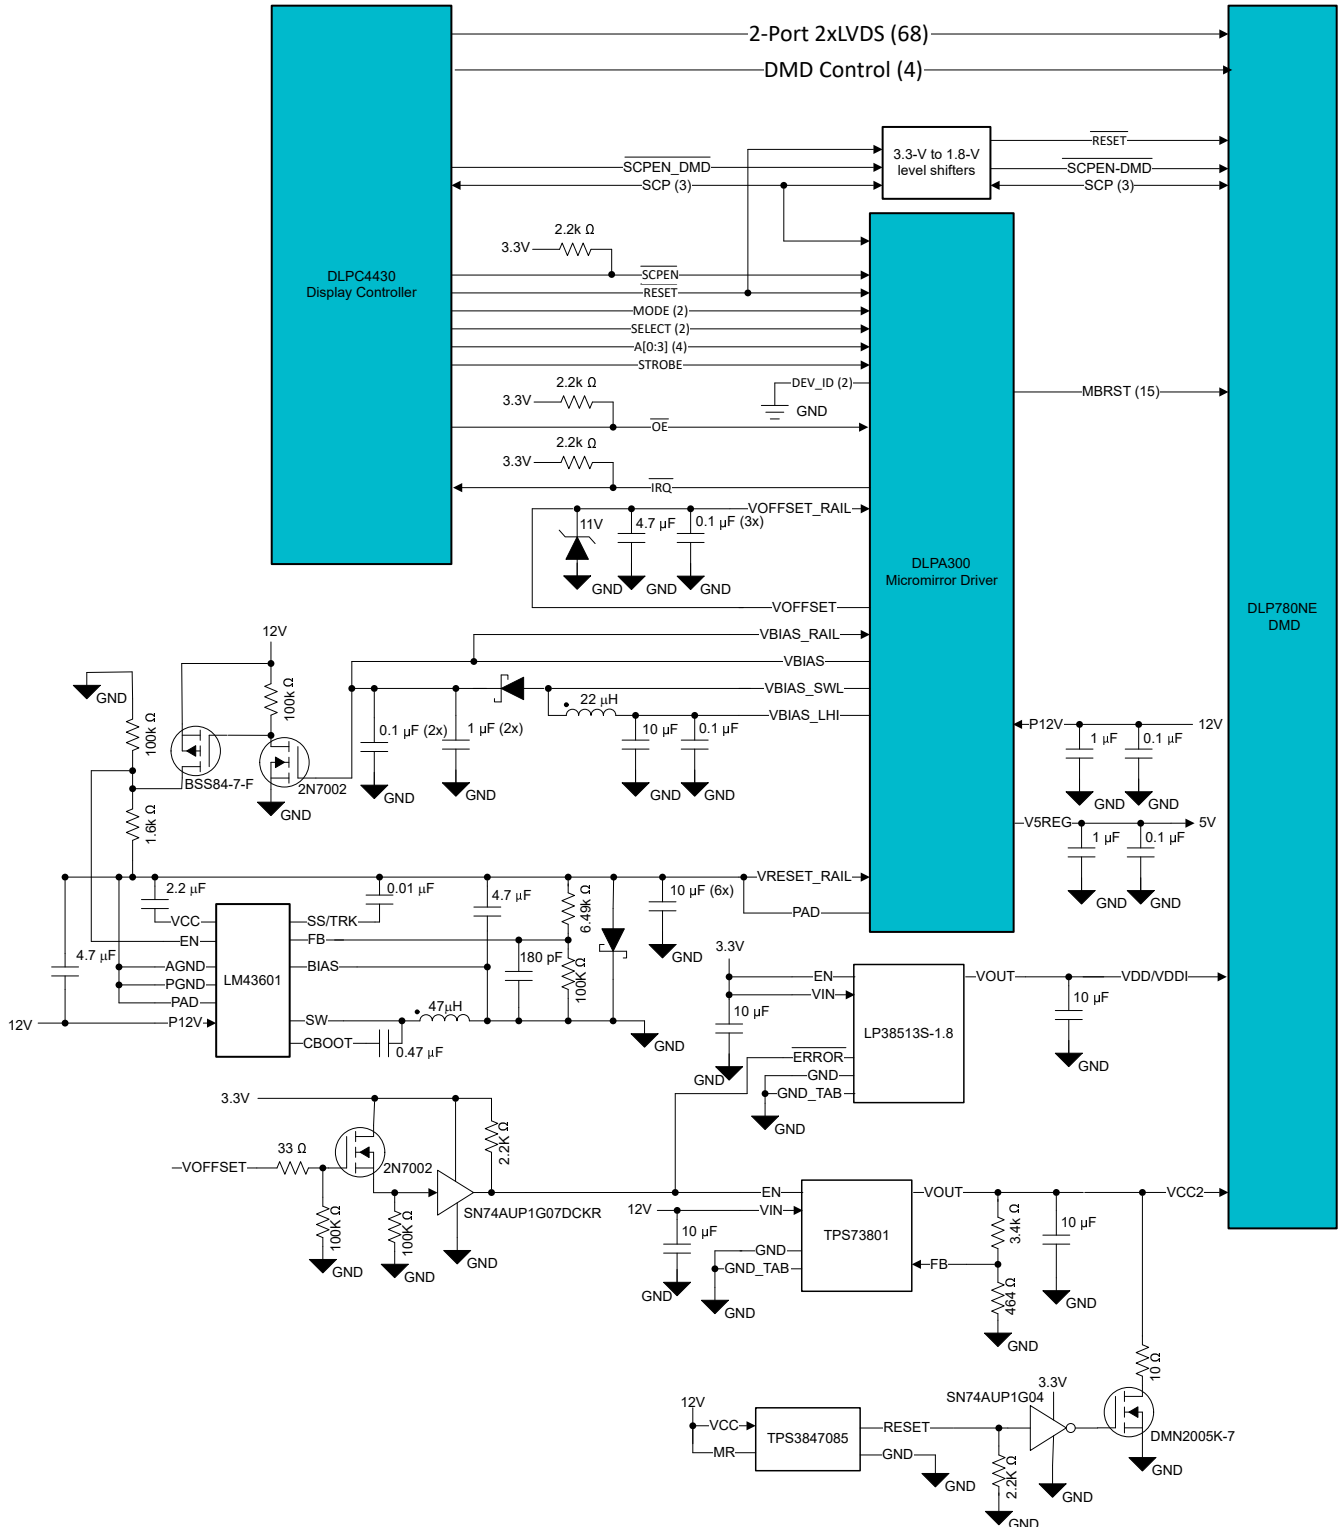 2-Port 2xLVDS (68)
DMD Control (4)
3.3-V to 1.8-V
level shifters
RESET
SCPEN_DMD
SCPEN-DMD
SCP (3)
SCP (3)
2.2k Ω
3.3V
DLPC4430
Display Controller
SCPEN
RESET
MODE (2)
SELECT (2)
A[0:3] (4)
STROBE
DEV_ID (2)
GND
2.2k Ω
3.3V
OE
MBRST (15)
2.2k Ω
3.3V
IRQ
VOFFSET_RAIL
11V
4.7 µF
0.1 µF (3x)
GND
GND
GND
DLPA300
Micromirror Driver
VOFFSET
DLP780NE
DMD
12V
VBIAS_RAIL
VBIAS
GND
100k Ω
VBIAS_SWL
22 µH
VBIAS_LHI
100k Ω
0.1 µF (2x)
1 µF (2x)
10 µF
0.1 µF
P12V
12V
1 µF
0.1 µF
BSS84-7-F
2N7002
GND
GND
GND
GND
GND
GND
GND
1.6k Ω
V5REG
5V
1 µF
0.1 µF
GND
GND
2.2 µF
0.01 µF
4.7 µF
6.49k Ω
10 µF (6x)
VRESET_RAIL
PAD
VCC
SS/TRK
EN
FB
GND
4.7 µF
AGND
BIAS
180 pF
100K Ω
PGND
LM43601
PAD
47µH
12V
P12V
SW
CBOOT
0.47 µF
GND
3.3V
EN
VIN
VOUT
VDD/VDDI
10 µF
10 µF
LP38513S-1.8
ERROR
GND
GND
GND_TAB
GND
GND
3.3V
2.2K Ω
33 Ω
VOFFSET
2N7002
100K Ω
100K Ω
SN74AUP1G07DCKR
GND
GND
GND
EN
VOUT
VCC2
12V
VIN
10 µF
TPS73801
3.4k Ω
10 µF
GND
GND_TAB
FB
464 Ω
GND
GND
GND
GND
10 Ω
3.3V
SN74AUP1G04
12V
VCC
RESET
TPS3847085
MR
GND
DMN2005K-7
GND
2.2K Ω
GND
GND
GND